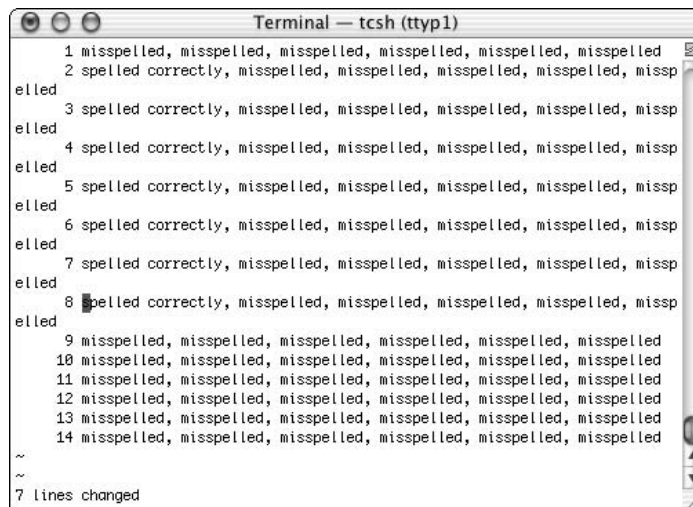 Terminal — tcsh (ttyp1)
1 misspelled, misspelled, misspelled, misspelled, misspelled, misspelled
2 spelled correctly, misspelled, misspelled, misspelled, misspelled, missp
elled
3 spelled correctly, misspelled, misspelled, misspelled, misspelled, missp
elled
4 spelled correctly, misspelled, misspelled, misspelled, misspelled, missp
elled
5 spelled correctly, misspelled, misspelled, misspelled, misspelled, missp
elled
6 spelled correctly, misspelled, misspelled, misspelled, misspelled, missp
elled
7 spelled correctly, misspelled, misspelled, misspelled, misspelled, missp
elled
8 spelled correctly, misspelled, misspelled, misspelled, misspelled, missp
elled
9 misspelled, misspelled, misspelled, misspelled, misspelled, misspelled
10 misspelled, misspelled, misspelled, misspelled, misspelled, misspelled
11 misspelled, misspelled, misspelled, misspelled, misspelled, misspelled
12 misspelled, misspelled, misspelled, misspelled, misspelled, misspelled
13 misspelled, misspelled, misspelled, misspelled, misspelled, misspelled
14 misspelled, misspelled, misspelled, misspelled, misspelled, misspelled
~
~
7 lines changed